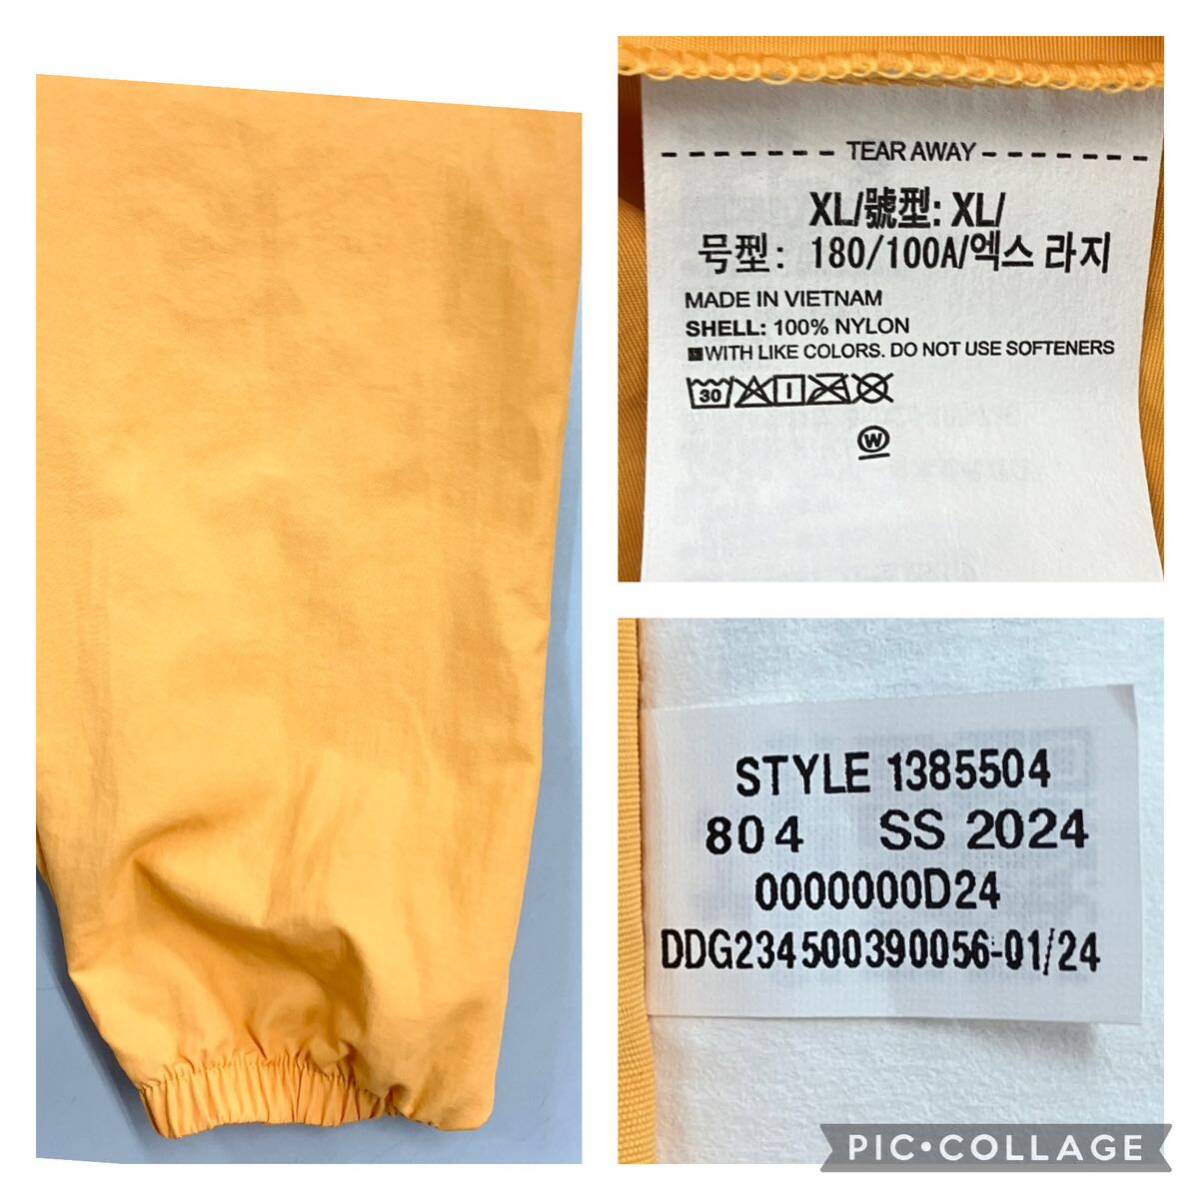 TEAR AWAY
XL/號型: XL/
号型: 180/100A/엑스 라지
MADE IN VIETNAM
SHELL: 100% NYLON
WITH LIKE COLORS. DO NOT USE SOFTENERS
30
W
STYLE 1385504
804 SS 2024
0000000D24
DDG234500390056-01/24
PIC•COLLAGE